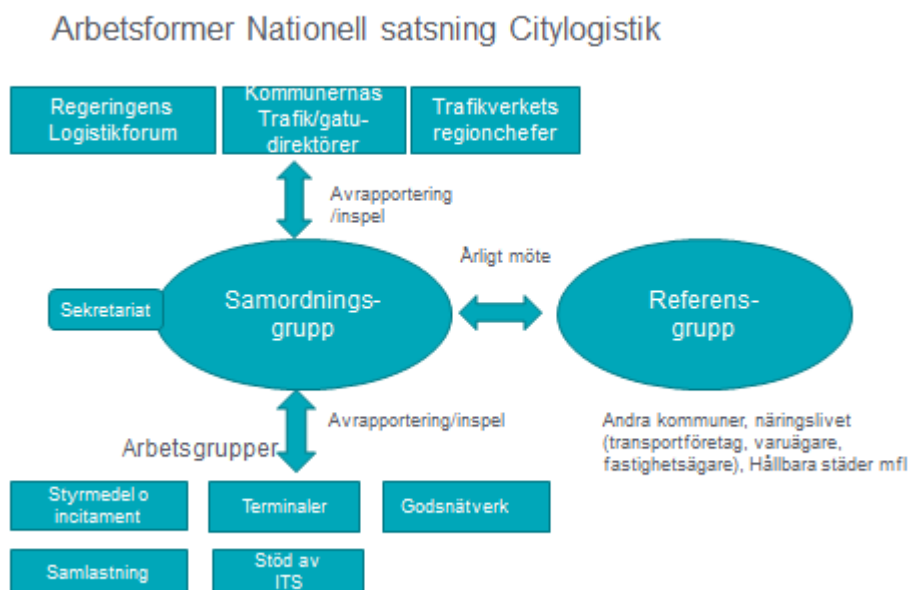 Arbetsformer Nationell satsning Citylogistik
Regeringens
Logistikforum
Kommunernas
Trafik/gatu-
direktörer
Trafikverkets
regionchefer
Avrapportering
/inspel
Årligt möte
Sekretariat
Samordnings-
grupp
Referens-
grupp
Avrapportering/inspel
Andra kommuner, näringslivet
(transportföretag, varuägare,
fastighetsägare), Hållbara städer mfl
Arbetsgrupper
Styrmedel o
incitament
Terminaler
Godsnätverk
Samlastning
Stöd av
ITS